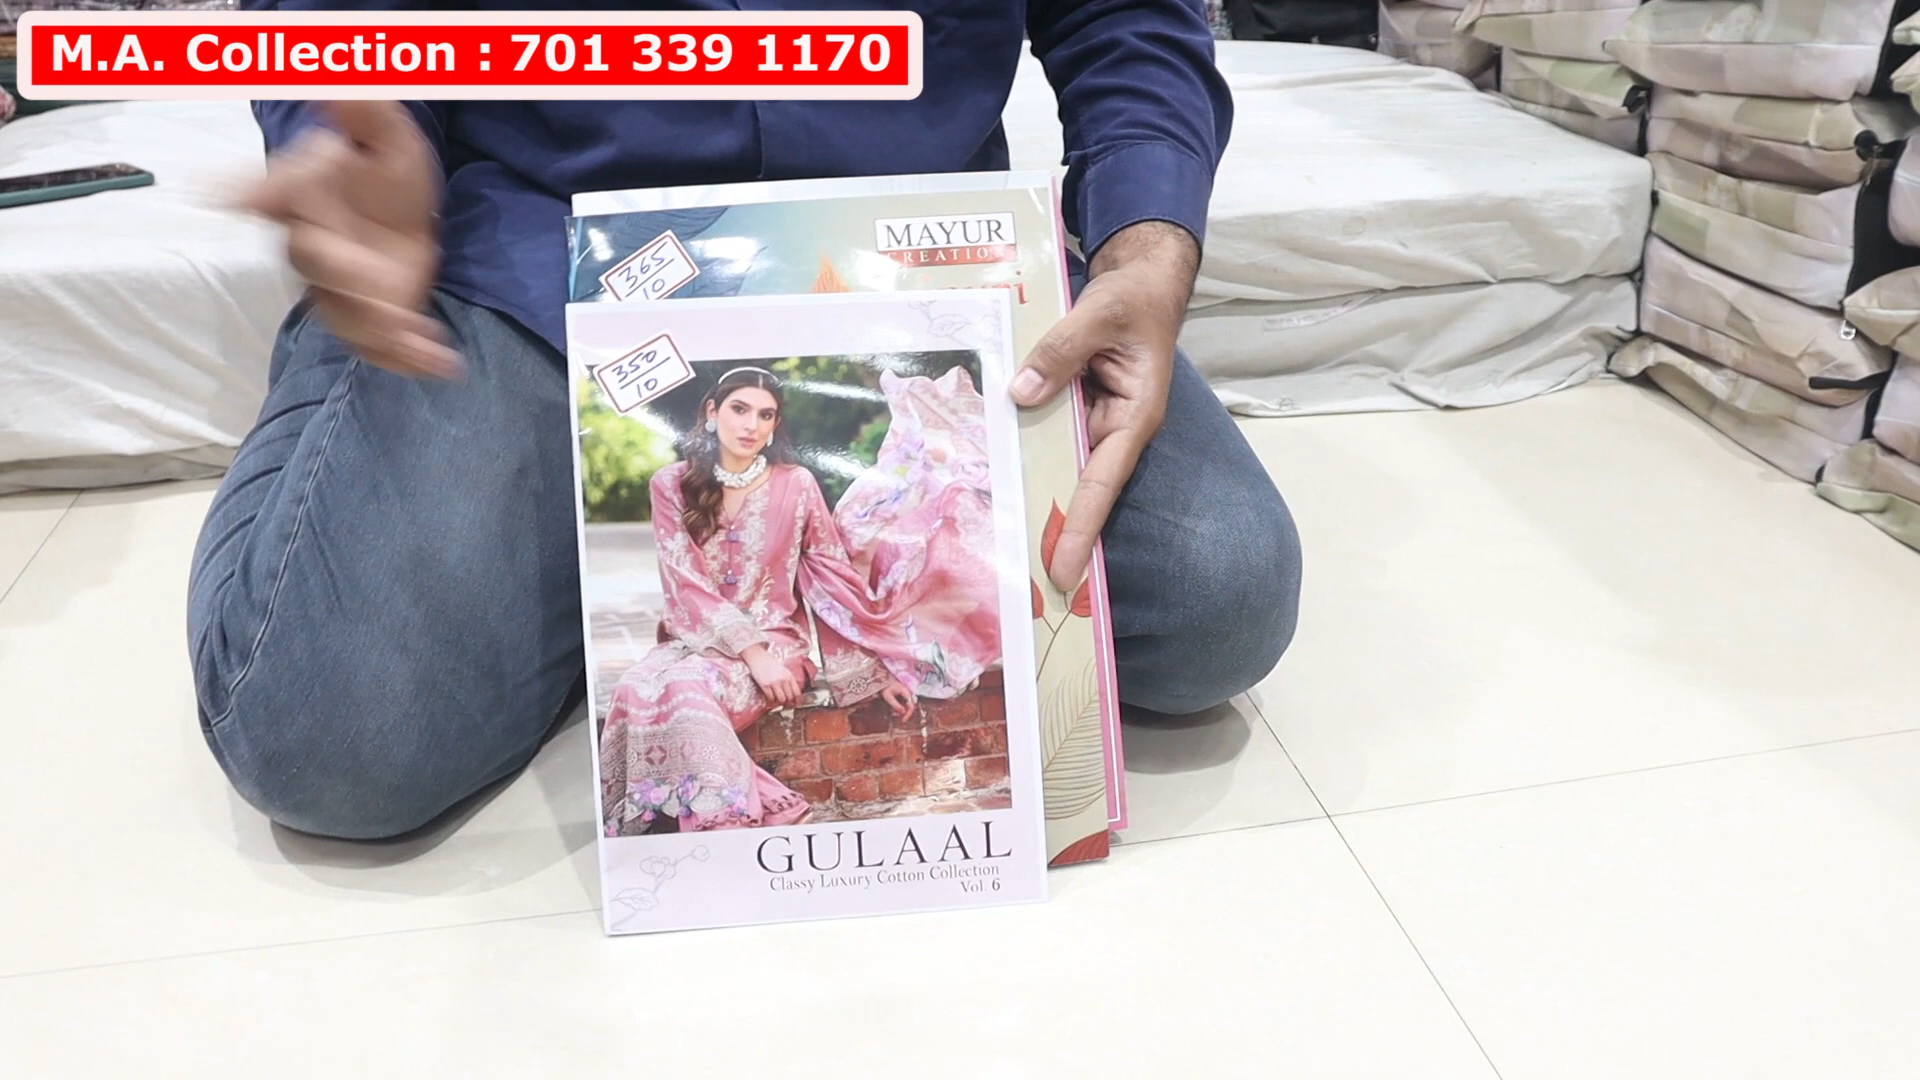 M.A. Collection : 701 339 1170
MAYUR
CREATION
365
10
350
10
GULAAL
Classy Luxury Cotton Collection
Vol. 6